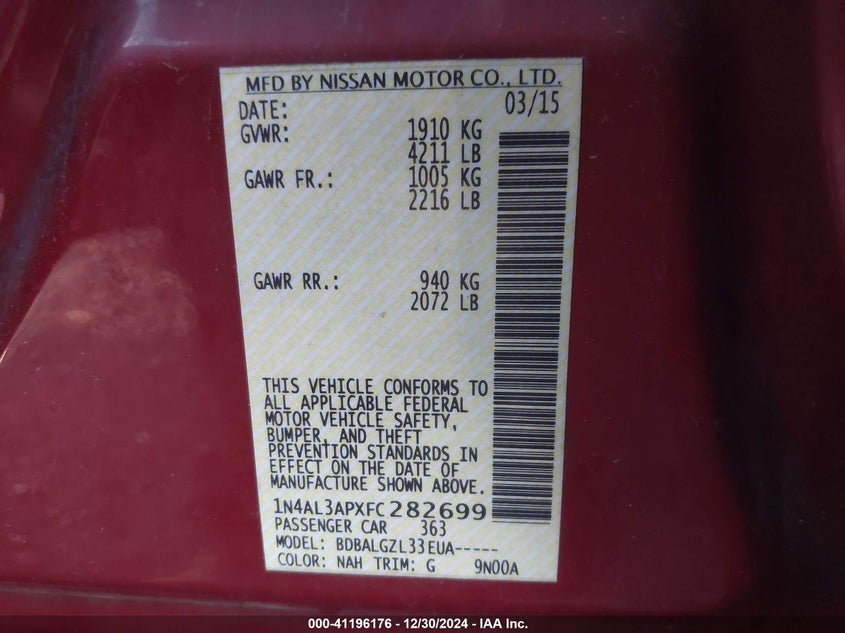 MFD BY NISSAN MOTOR CO., LTD.
DATE: 03/15
GVWR: 1910 KG
4211 LB
GAWR FR.: 1005 KG
2216 LB
GAWR RR.: 940 KG
2072 LB
THIS VEHICLE CONFORMS TO
ALL APPLICABLE FEDERAL
MOTOR VEHICLE SAFETY,
BUMPER, AND THEFT
PREVENTION STANDARDS IN
EFFECT ON THE DATE OF
MANUFACTURE SHOWN ABOVE.
1N4AL3APXFC282699
PASSENGER CAR 363
MODEL: BDBALGZL33EUA-----
COLOR: NAH TRIM: G 9N00A
000-41196176 - 12/30/2024 - IAA Inc.